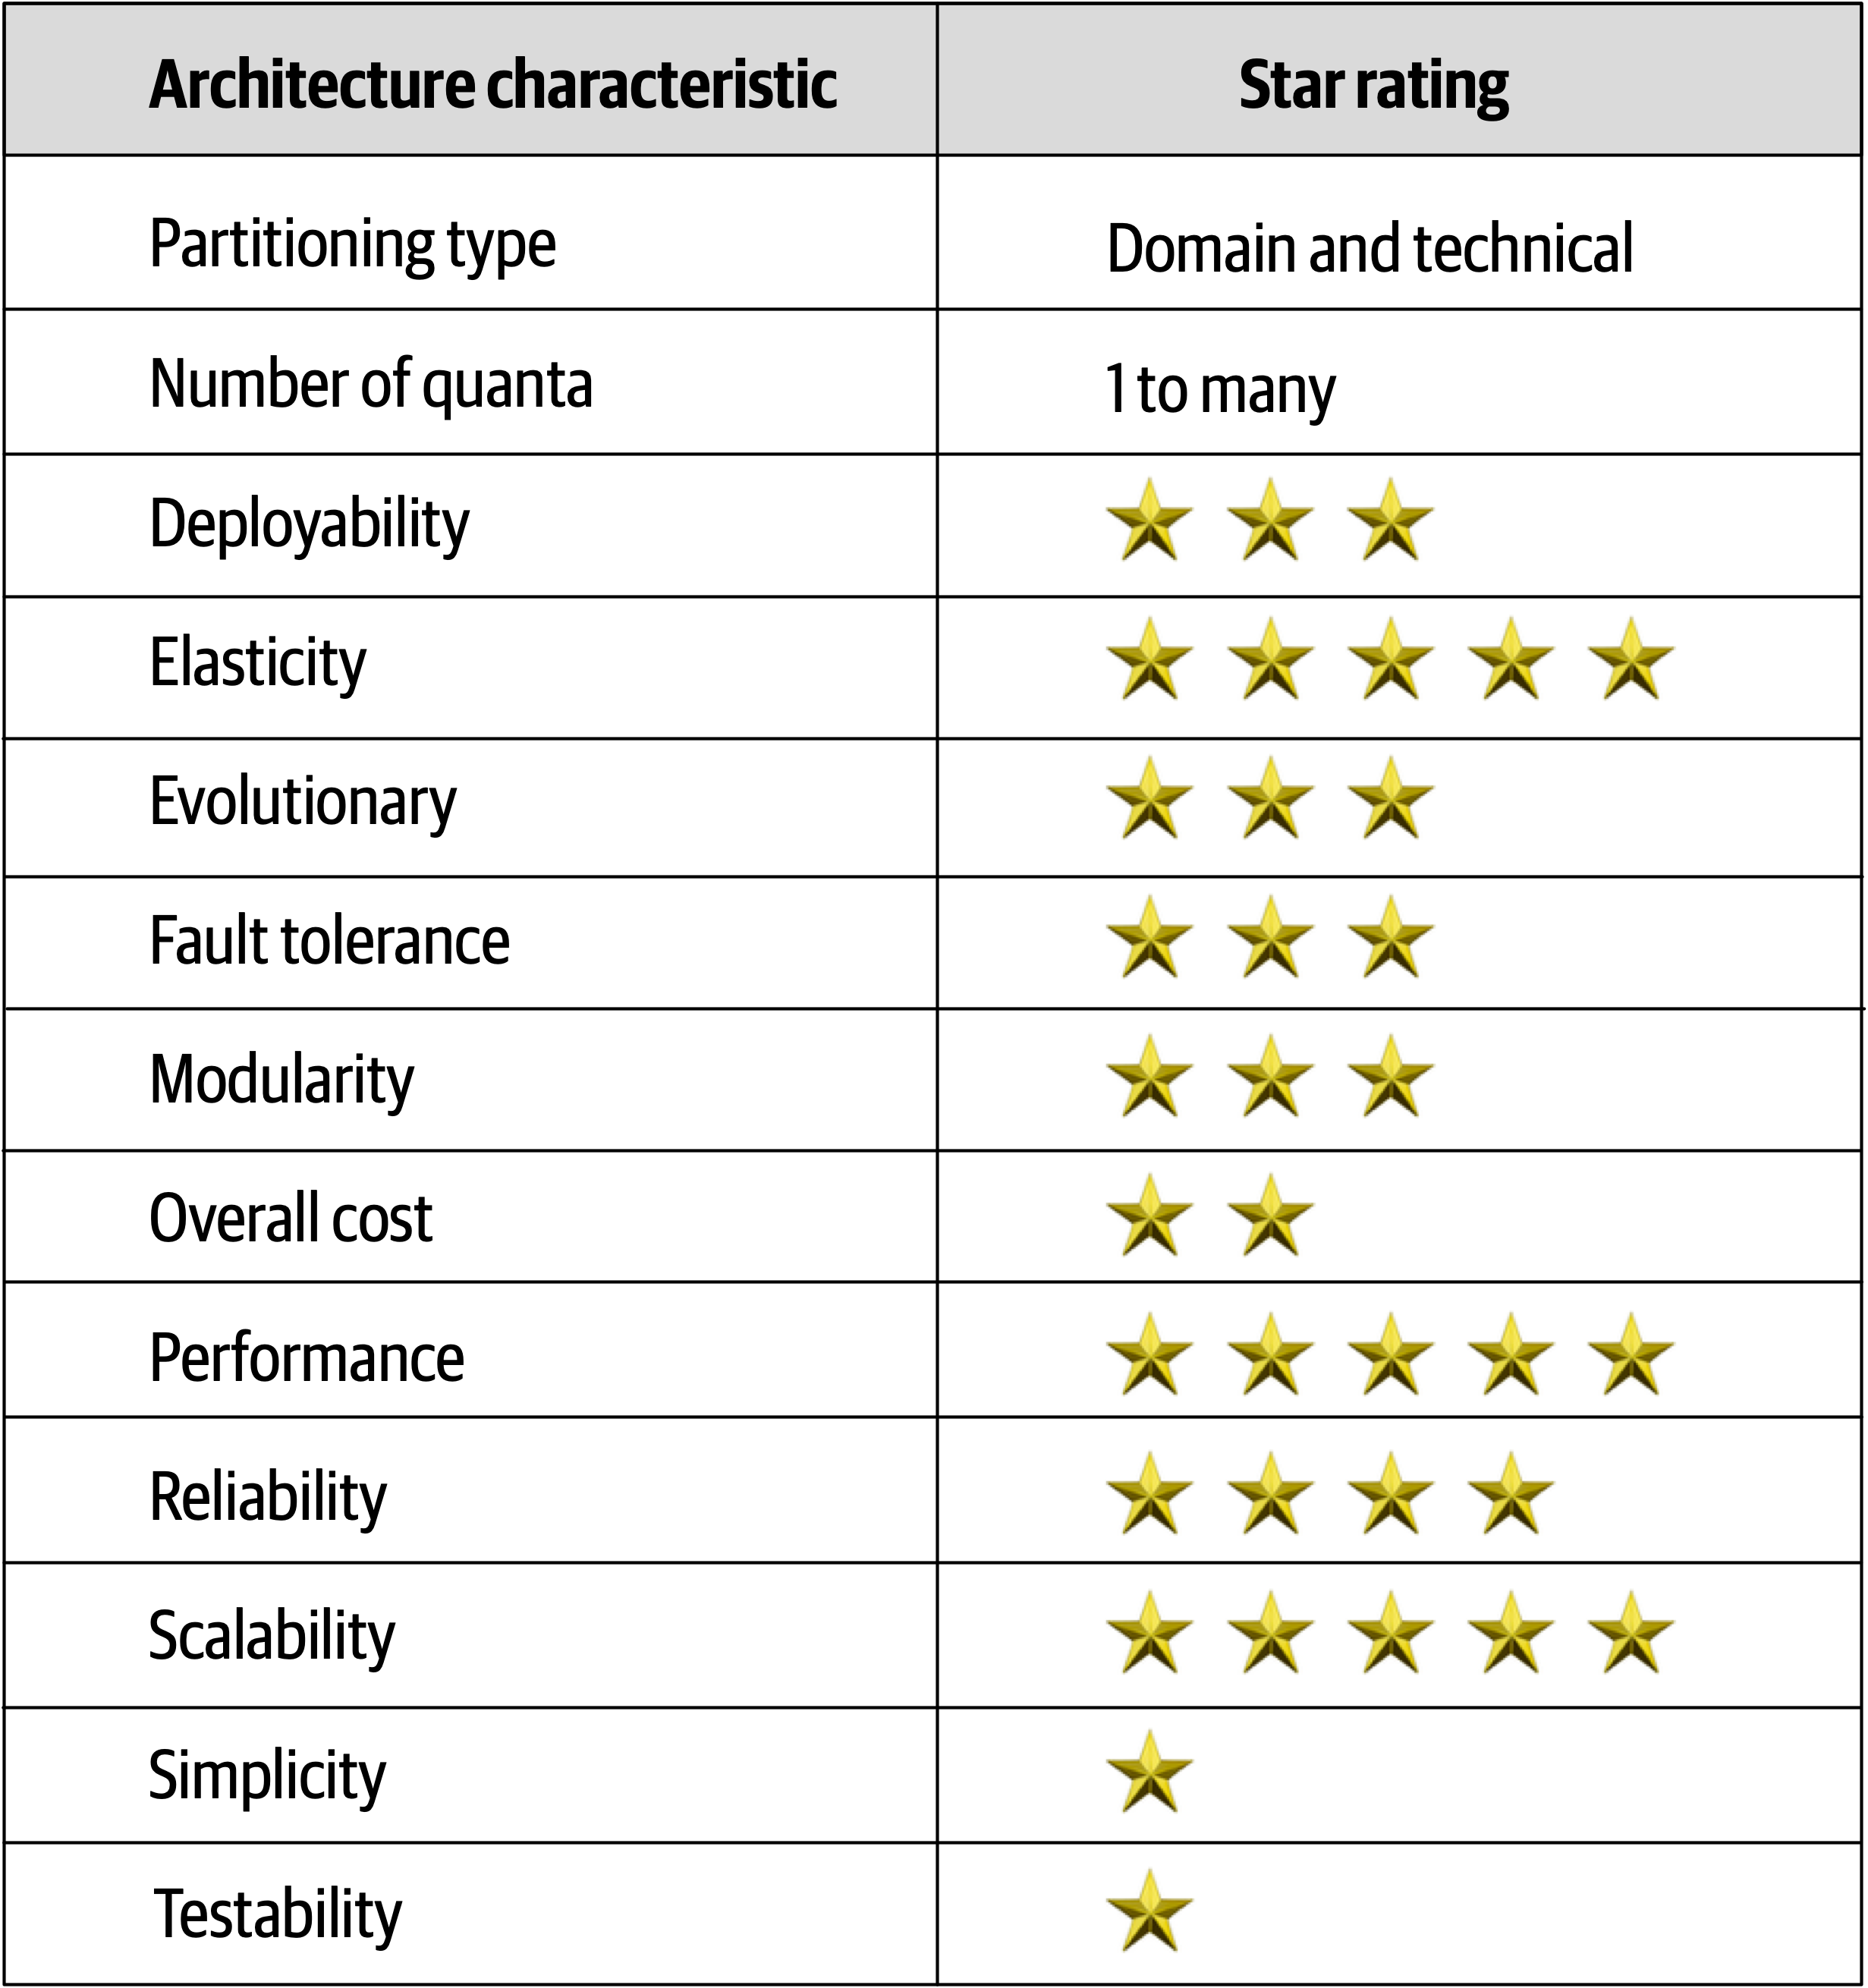 Architecture characteristic
Star rating
Partitioning type
Domain and technical
Number of quanta
1 to many
Deployability
Elasticity
Evolutionary
Fault tolerance
Modularity
Overall cost
Performance
Reliability
Scalability
Simplicity
Testability